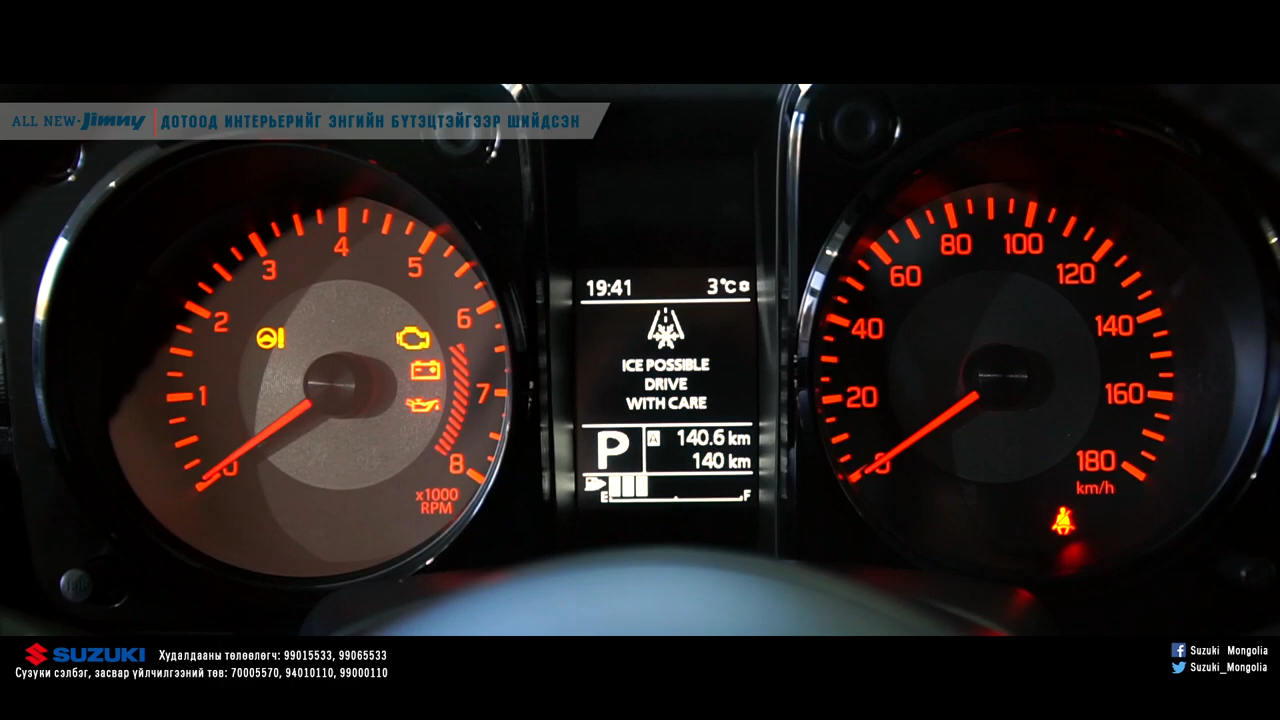 ALL NEW-Jimny ДОТООД ИНТЕРЬЕРИЙГ ЭНГИЙН БҮТЭЦТЭЙГЭЭР ШИЙДСЭН
0
1
2
3
4
5
6
7
8
x1000
RPM
19:41 3°C
ICE POSSIBLE
DRIVE
WITH CARE
P
A 140.6 km
140 km
E F
0
20
40
60
80
100
120
140
160
180
km/h
SUZUKI Худалдааны төлөөлөгч: 99015533, 99065533
Сузуки сэлбэг, засвар үйлчилгээний төв: 70005570, 94010110, 99000110
Suzuki Mongolia
Suzuki_Mongolia